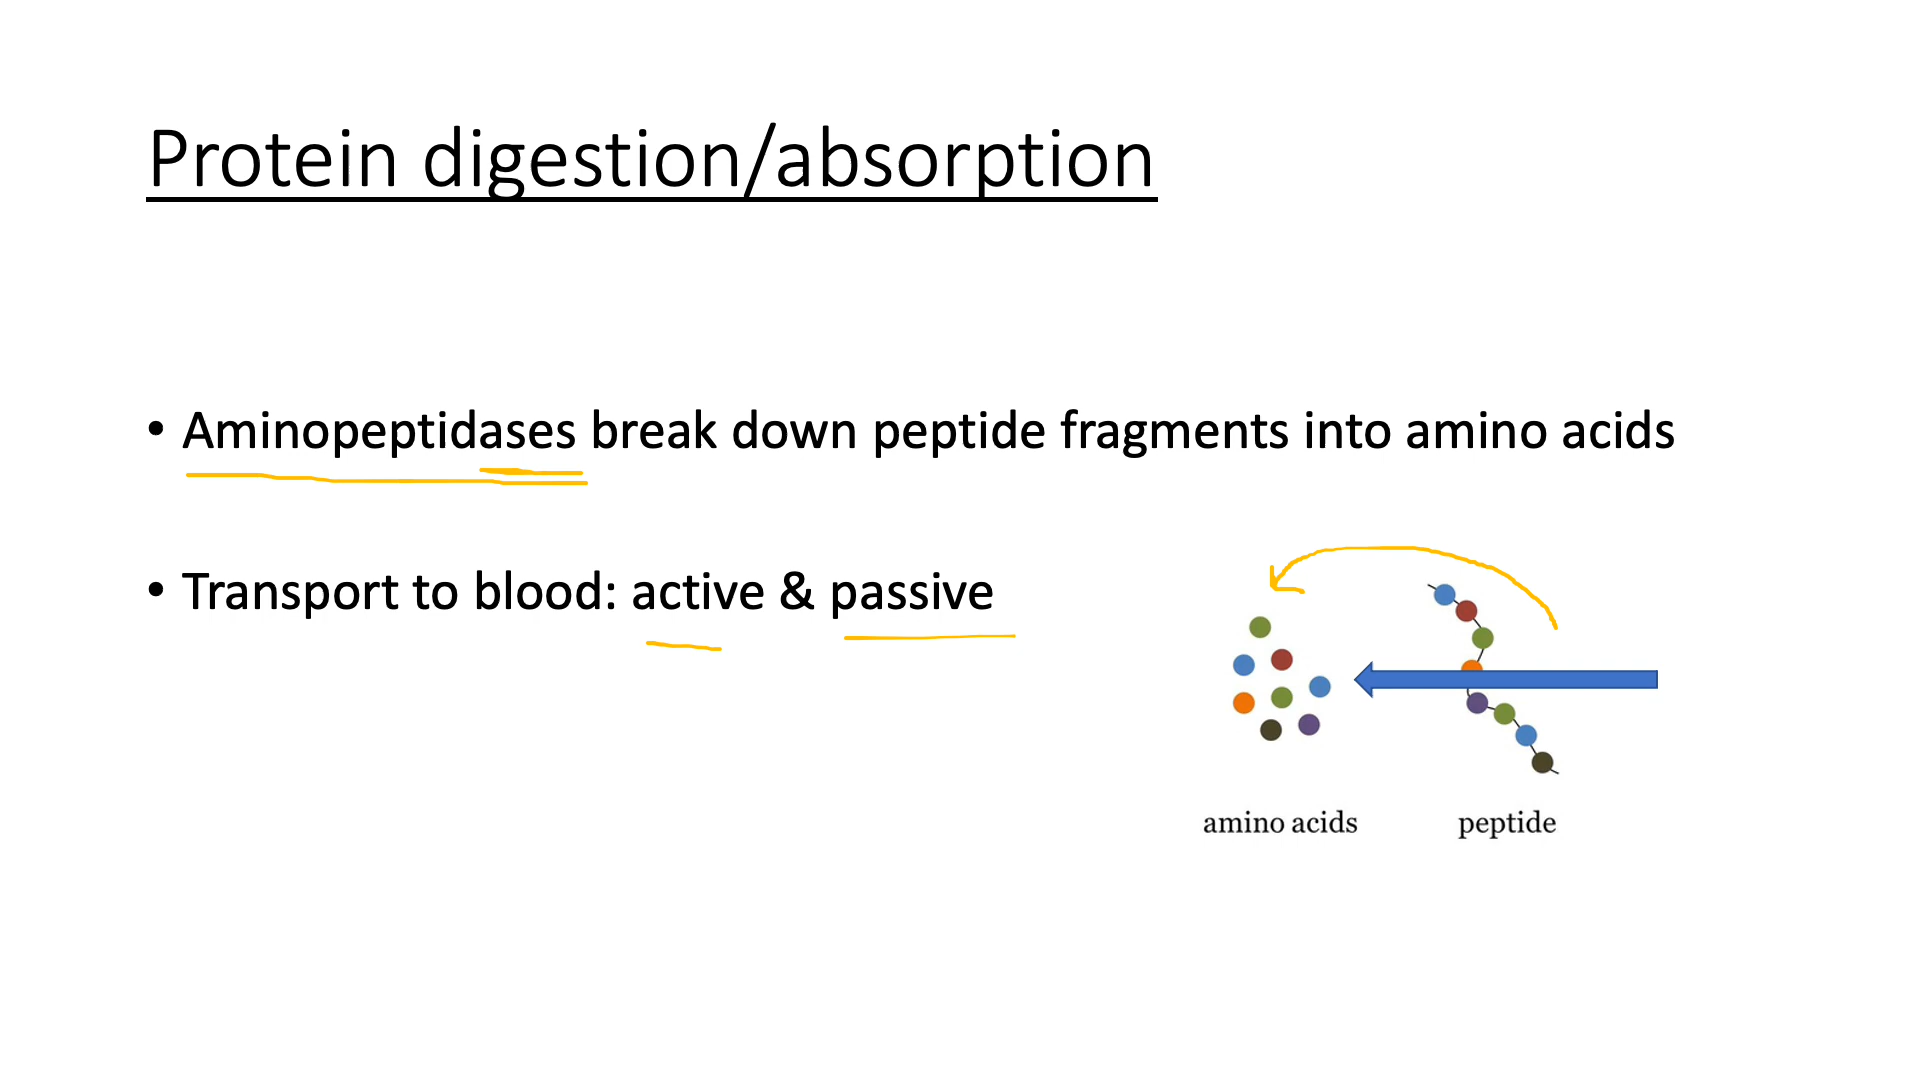 Protein digestion/absorption
• Aminopeptidases break down peptide fragments into amino acids
• Transport to blood: active & passive
amino acids
peptide